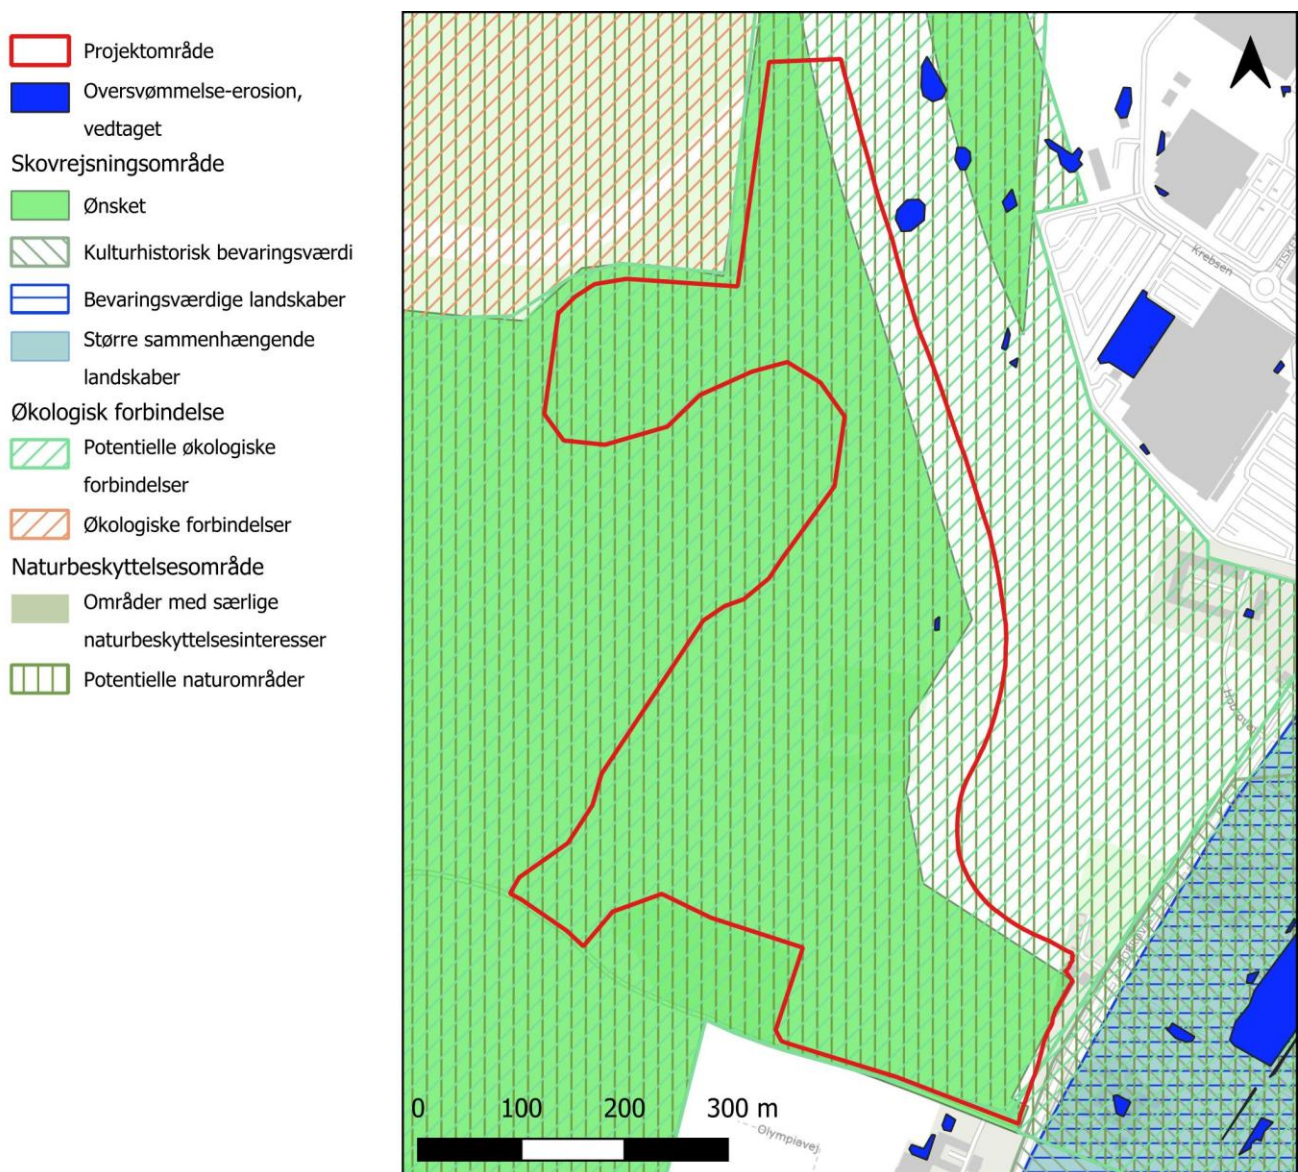 Projektområde
Oversvømmelse-erosion,
vedtaget
Skovrejsningsområde
Ønsket
Kulturhistorisk bevaringsværdi
Bevaringsværdige landskaber
Større sammenhængende
landskaber
Økologisk forbindelse
Potentielle økologiske
forbindelser
Økologiske forbindelser
Naturbeskyttelsesområde
Områder med særlige
naturbeskyttelsesinteresser
Potentielle naturområder
Krebsen
Hobrovej
0 100 200 300 m
Olympiavej